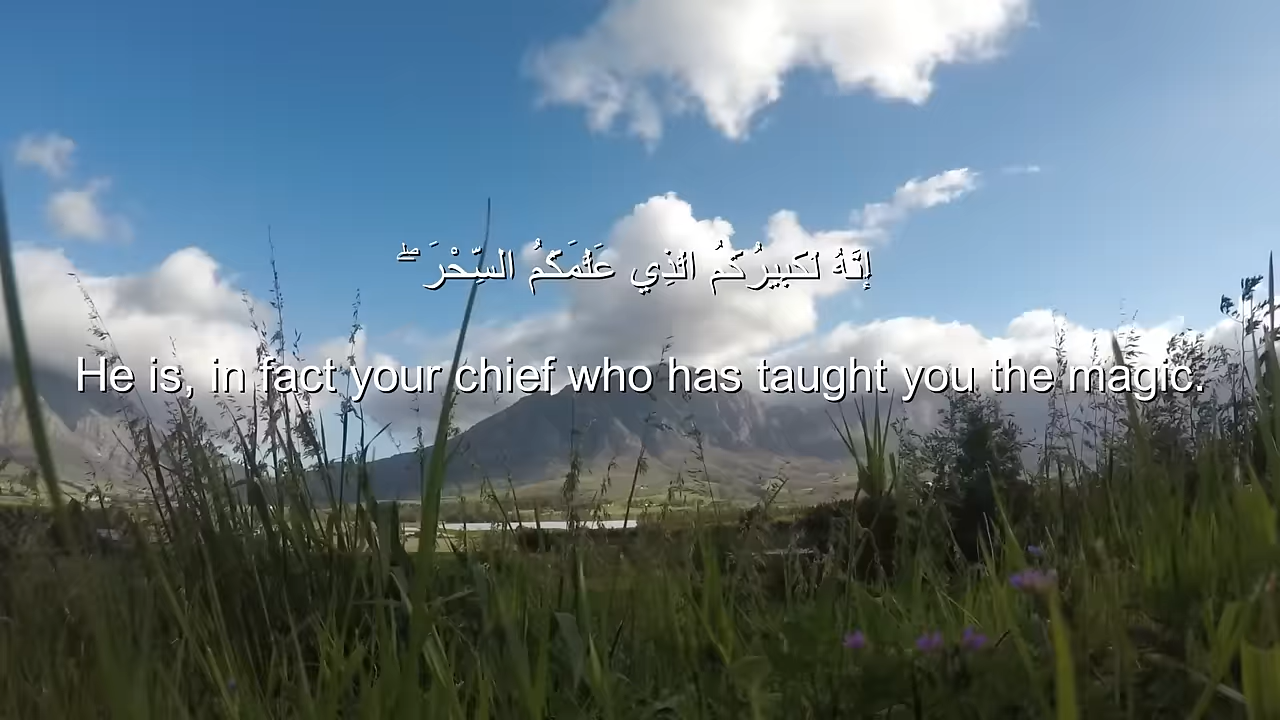 إِنَّهُ لَكَبِيرُكُمُ الَّذِي عَلَّمَكُمُ السِّحْرَ ۖ
He is, in fact your chief who has taught you the magic.